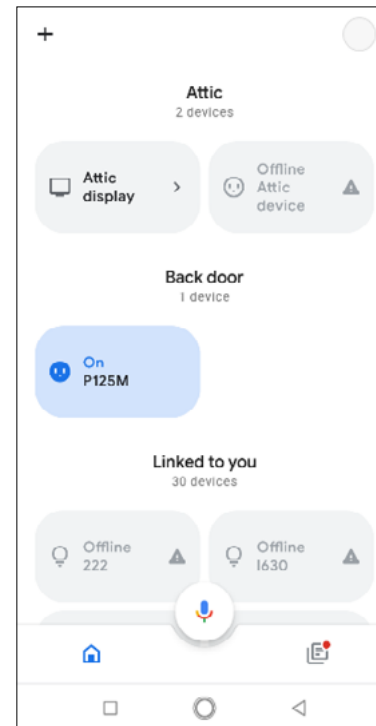 Attic
2 devices
Attic
display
Offline
Attic
device
Back door
1 device
On
P125M
Linked to you
30 devices
Offline
222
Offline
l630